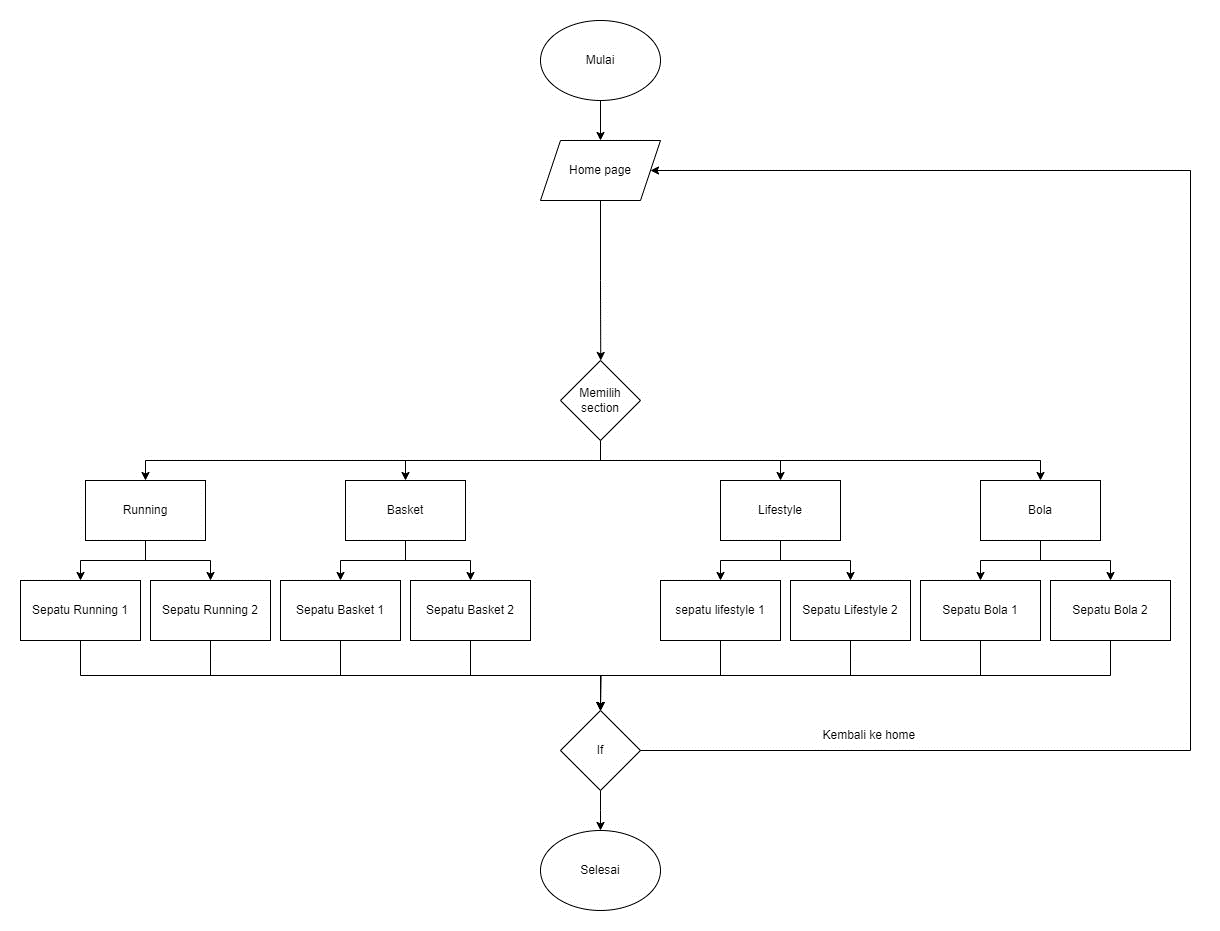 Mulai
Home page
Memilih
section
Running
Basket
Lifestyle
Bola
Sepatu Running 1
Sepatu Running 2
Sepatu Basket 1
Sepatu Basket 2
sepatu lifestyle 1
Sepatu Lifestyle 2
Sepatu Bola 1
Sepatu Bola 2
If
Kembali ke home
Selesai